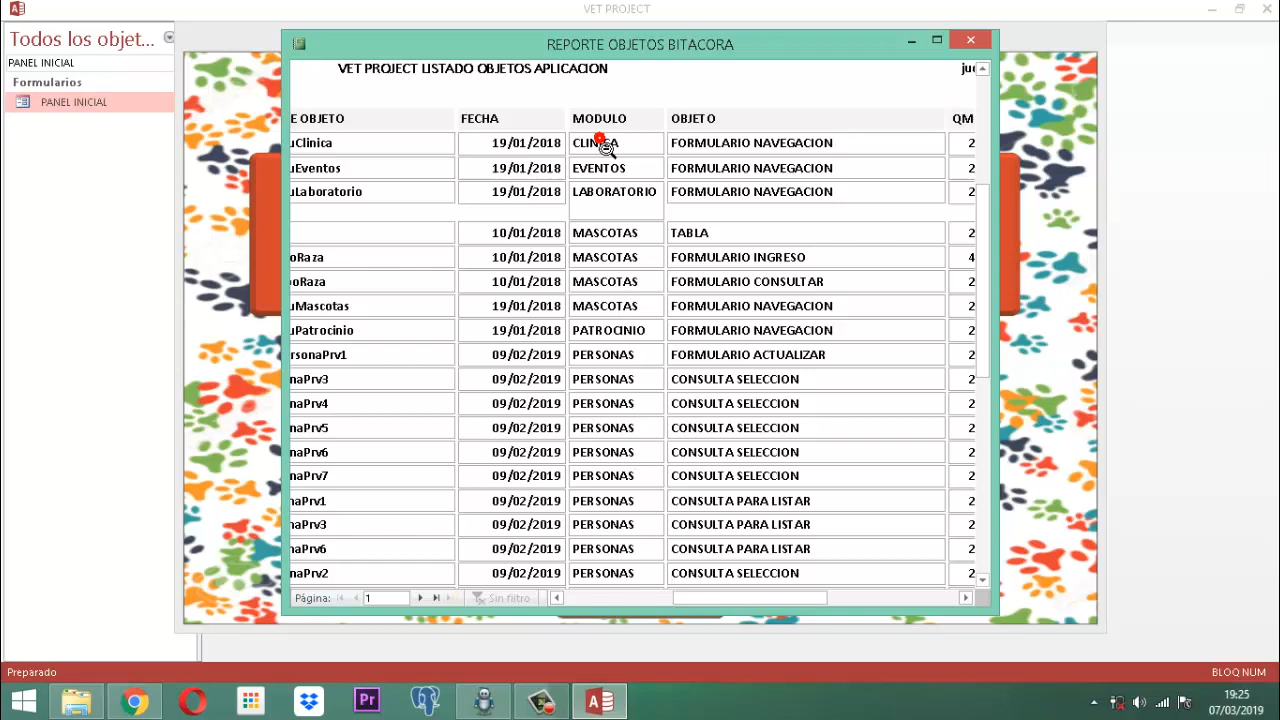 VET PROJECT
Todos los objet...
PANEL INICIAL
Formularios
PANEL INICIAL
REPORTE OBJETOS BITACORA
VET PROJECT LISTADO OBJETOS APLICACION
E OBJETO FECHA MODULO OBJETO QM
uClinica 19/01/2018 CLINICA FORMULARIO NAVEGACION 2
uEventos 19/01/2018 EVENTOS FORMULARIO NAVEGACION 2
uLaboratorio 19/01/2018 LABORATORIO FORMULARIO NAVEGACION 2
10/01/2018 MASCOTAS TABLA 2
oRaza 10/01/2018 MASCOTAS FORMULARIO INGRESO 4
oRaza 10/01/2018 MASCOTAS FORMULARIO CONSULTAR 2
uMascotas 19/01/2018 MASCOTAS FORMULARIO NAVEGACION 2
uPatrocinio 19/01/2018 PATROCINIO FORMULARIO NAVEGACION 2
rsonaPrv1 09/02/2019 PERSONAS FORMULARIO ACTUALIZAR 2
naPrv3 09/02/2019 PERSONAS CONSULTA SELECCION 2
naPrv4 09/02/2019 PERSONAS CONSULTA SELECCION 2
naPrv5 09/02/2019 PERSONAS CONSULTA SELECCION 2
naPrv6 09/02/2019 PERSONAS CONSULTA SELECCION 2
naPrv7 09/02/2019 PERSONAS CONSULTA SELECCION 2
naPrv1 09/02/2019 PERSONAS CONSULTA PARA LISTAR 2
naPrv3 09/02/2019 PERSONAS CONSULTA PARA LISTAR 2
naPrv6 09/02/2019 PERSONAS CONSULTA PARA LISTAR 2
naPrv2 09/02/2019 PERSONAS CONSULTA SELECCION 2
Página: 1 Sin filtro
Preparado BLOQ NUM
Pr
19:25
07/03/2019